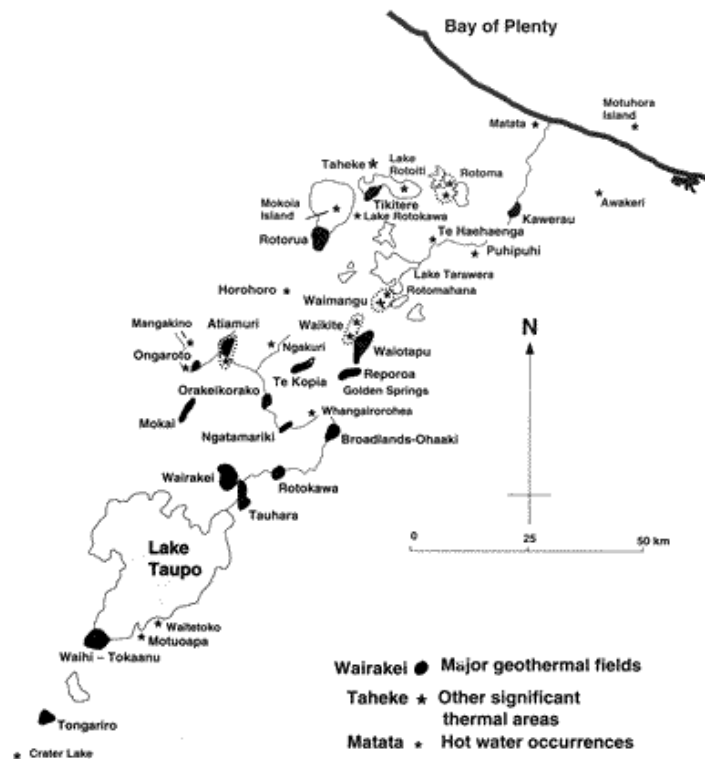 Bay of Plenty
Motuhora
Island
Matata
Lake
Rotoiti
Taheke
Rotoma
Tikitere
Awakeri
Mokoia
Island
Lake Rotokawa
Kawerau
Rotorua
Te Haehaenga
Puhipuhi
Lake Tarawera
Horohoro
Rotomahana
Waimangu
Mangakino
Atiamuri
Waikite
N
Ongaroto
Ngakuri
Waiotapu
Te Kopia
Reporoa
Orakeikorako
Golden Springs
Whangairorohea
Mokai
Ngatamariki
Broadlands-Ohaaki
Wairakei
Rotokawa
Tauhara
0
25
50 km
Lake
Taupo
Waitetoko
Motuoapa
Waihi – Tokaanu
Wairakei
Major geothermal fields
Taheke
Other significant
thermal areas
Tongariro
Matata
Hot water occurrences
Crater Lake